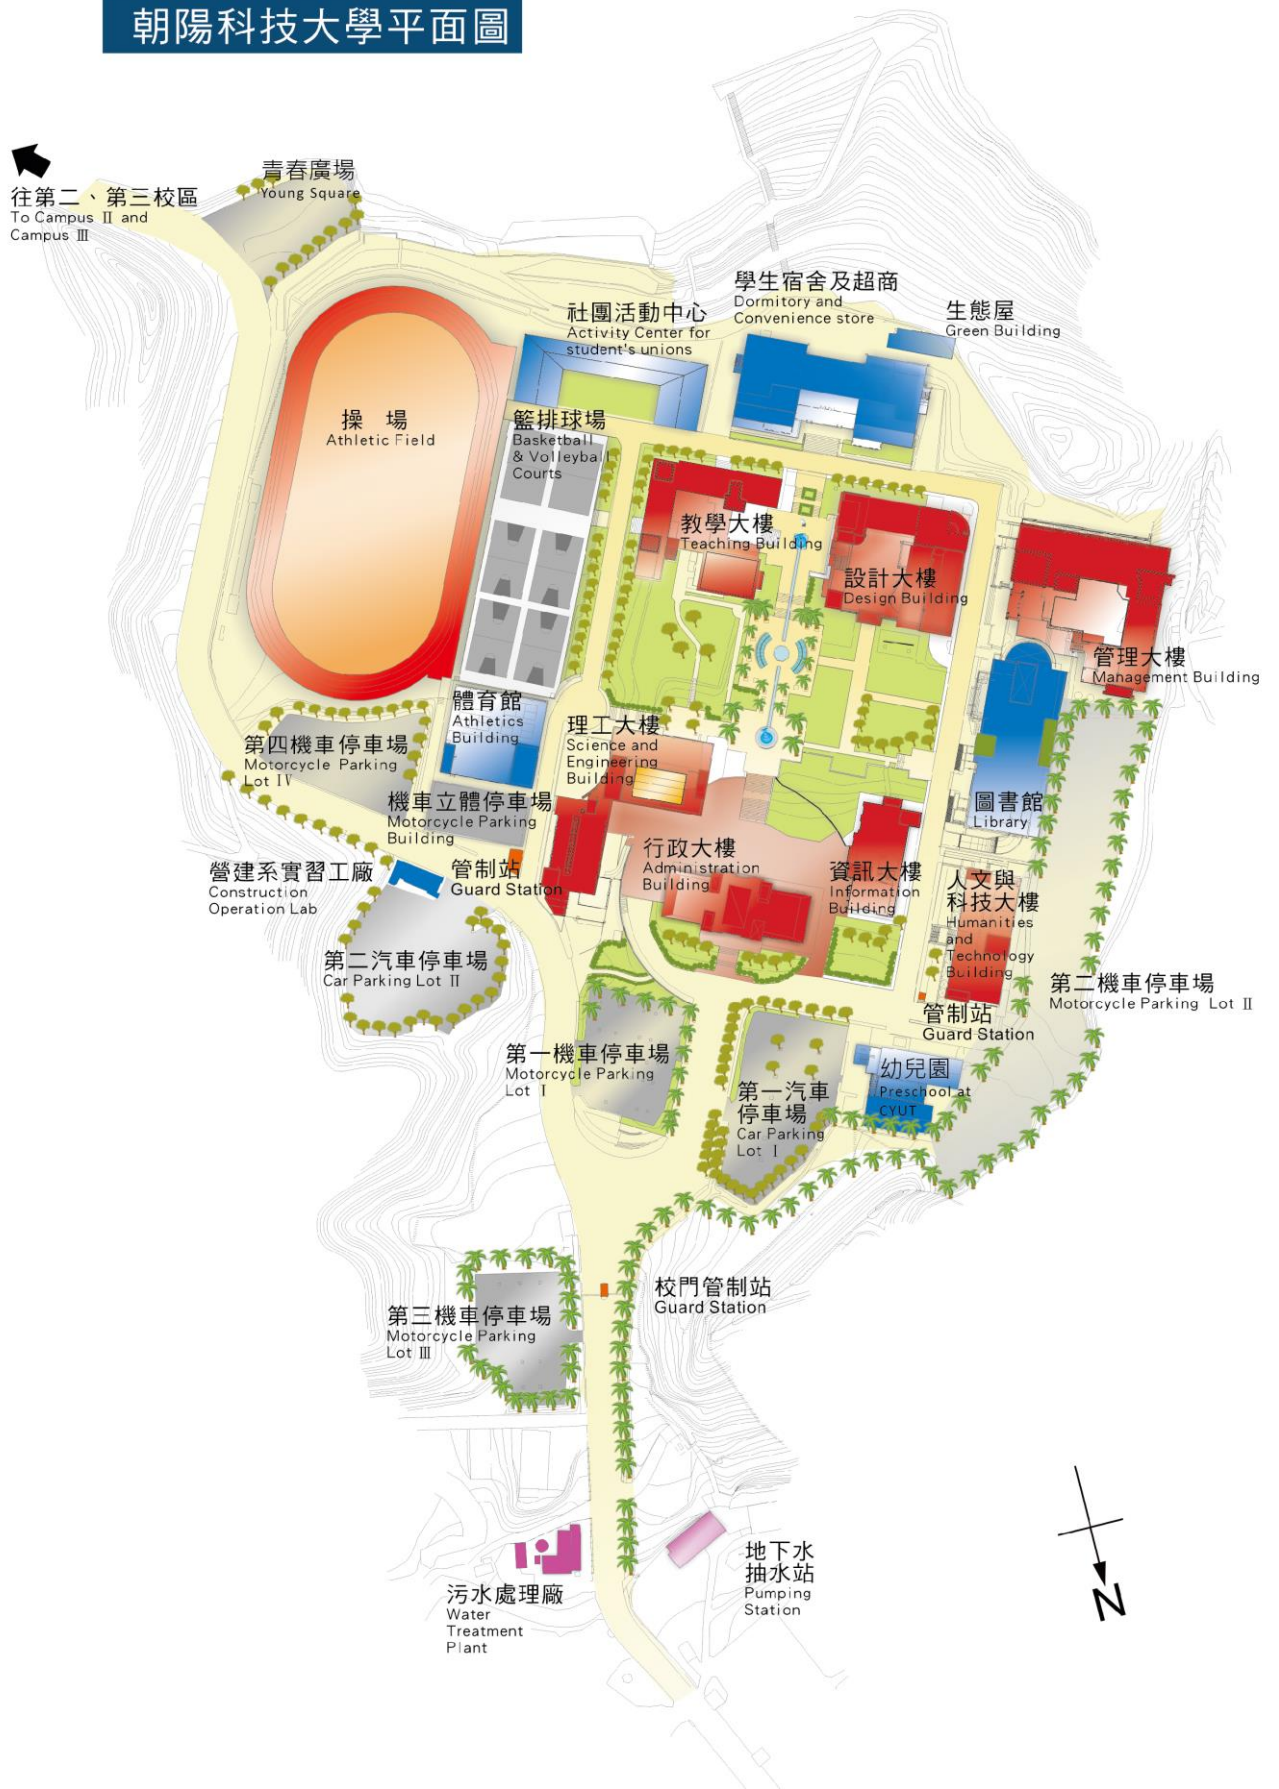 朝陽科技大學平面圖
青春廣場
Young Square
往第二、第三校區
To Campus Ⅱ and
Campus Ⅲ
學生宿舍及超商
Dormitory and
Convenience store
生態屋
Green Building
社團活動中心
Activity Center for
student's unions
操 場
Athletic Field
籃排球場
Basketball
& Volleyball
Courts
教學大樓
Teaching Building
設計大樓
Design Building
管理大樓
Management Building
體育館
Athletics
Building
理工大樓
Science and
Engineering
Building
第四機車停車場
Motorcycle Parking
Lot Ⅳ
機車立體停車場
Motorcycle Parking
Building
圖書館
Library
行政大樓
Administration
Building
資訊大樓
Information
Building
人文與
科技大樓
Humanities
and
Technology
Building
營建系實習工廠
Construction
Operation Lab
管制站
Guard Station
第二汽車停車場
Car Parking Lot Ⅱ
第二機車停車場
Motorcycle Parking Lot Ⅱ
管制站
Guard Station
第一機車停車場
Motorcycle Parking
Lot Ⅰ
第一汽車
停車場
Car Parking
Lot Ⅰ
幼兒園
Preschool at
CYUT
校門管制站
Guard Station
第三機車停車場
Motorcycle Parking
Lot Ⅲ
地下水
抽水站
Pumping
Station
污水處理廠
Water
Treatment
Plant
N